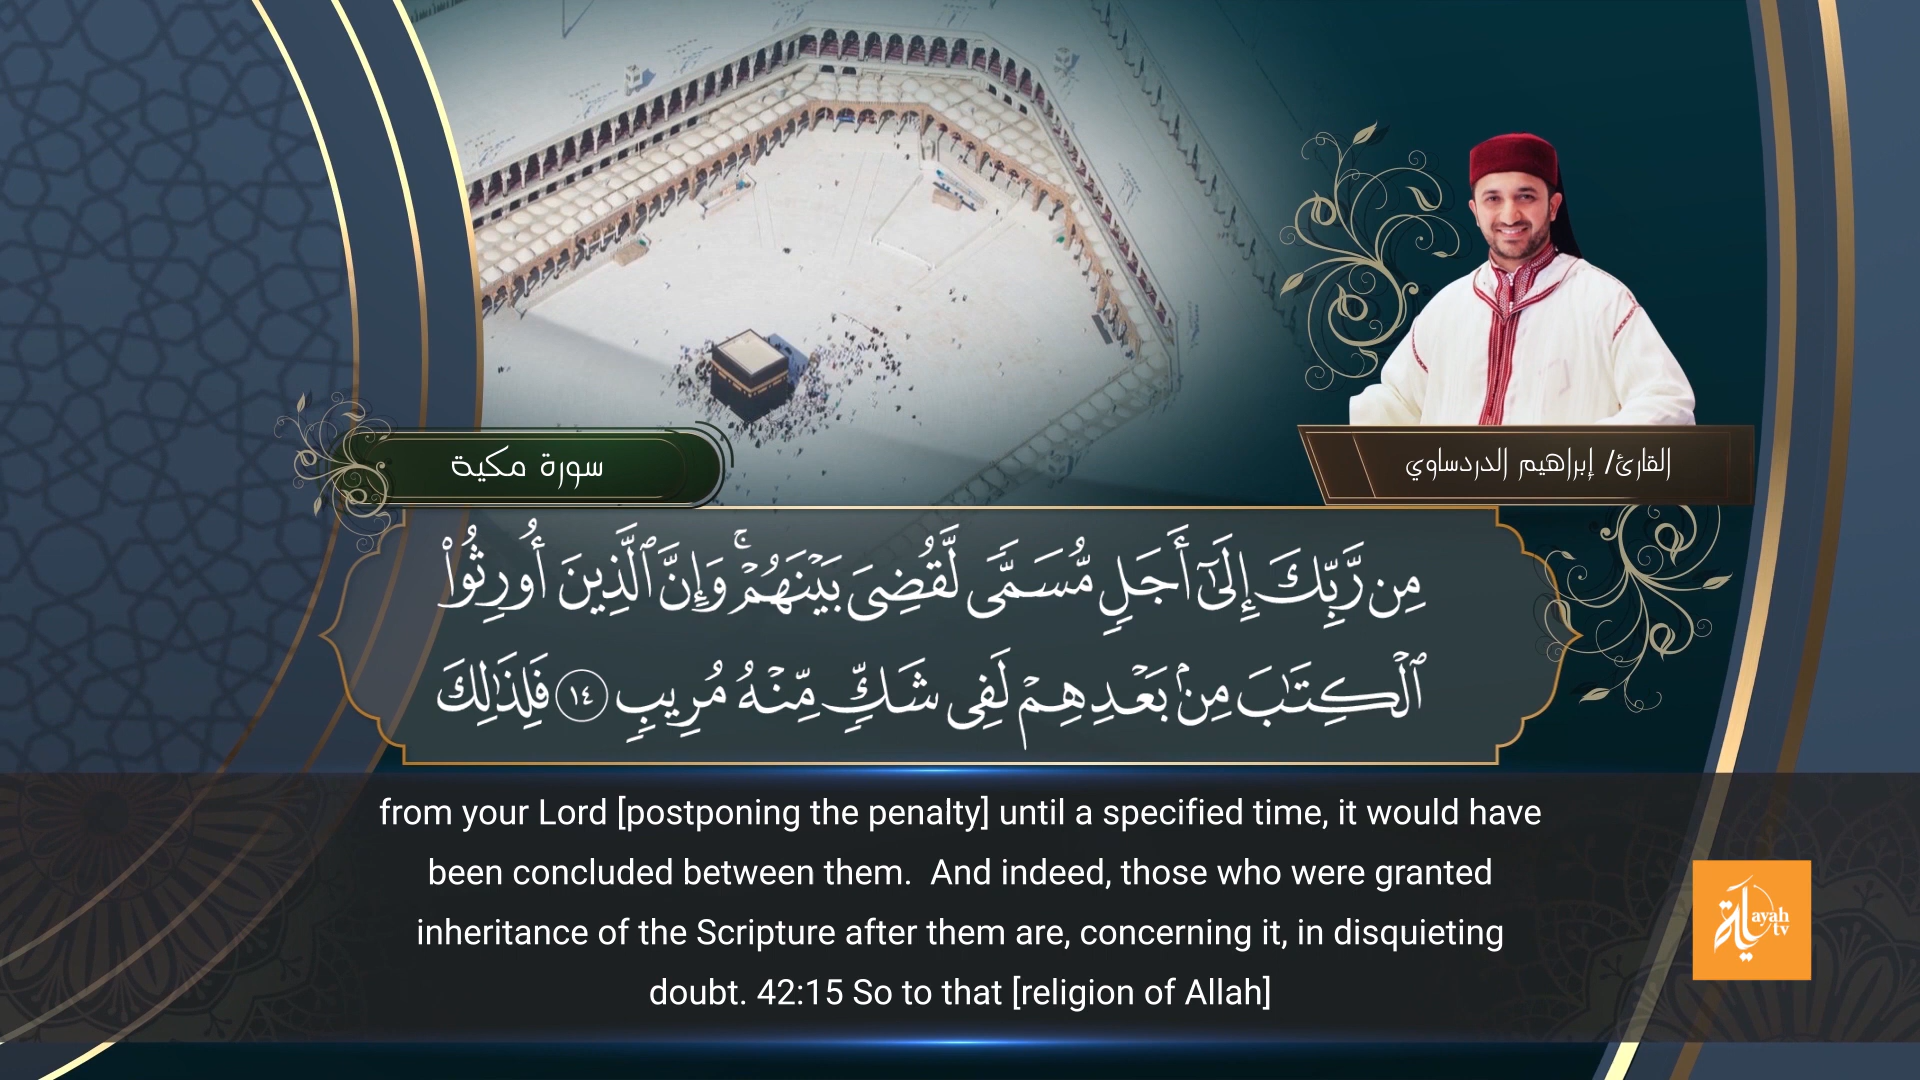 سورة مكية
القارئ/ إبراهيم الدردساوي
مِن رَّبِّكَ إِلَىٰٓ أَجَلٍ مُّسَمًّى لَّقُضِىَ بَيْنَهُمْ ۚ وَإِنَّ ٱلَّذِينَ أُورِثُوا۟
ٱلْكِتَـٰبَ مِنۢ بَعْدِهِمْ لَفِى شَكٍّ مِّنْهُ مُرِيبٍ ١٤ فَلِذَٰلِكَ
from your Lord [postponing the penalty] until a specified time, it would have
been concluded between them.  And indeed, those who were granted
inheritance of the Scripture after them are, concerning it, in disquieting
doubt. 42:15 So to that [religion of Allah]
آية
ayah
tv